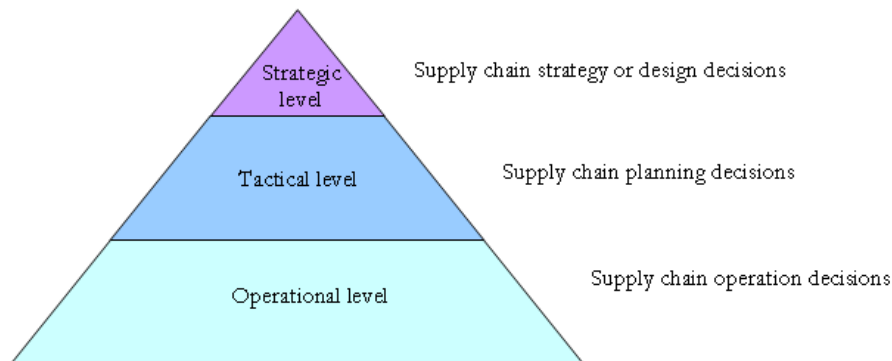 Strategic
level
Supply chain strategy or design decisions
Tactical level
Supply chain planning decisions
Operational level
Supply chain operation decisions